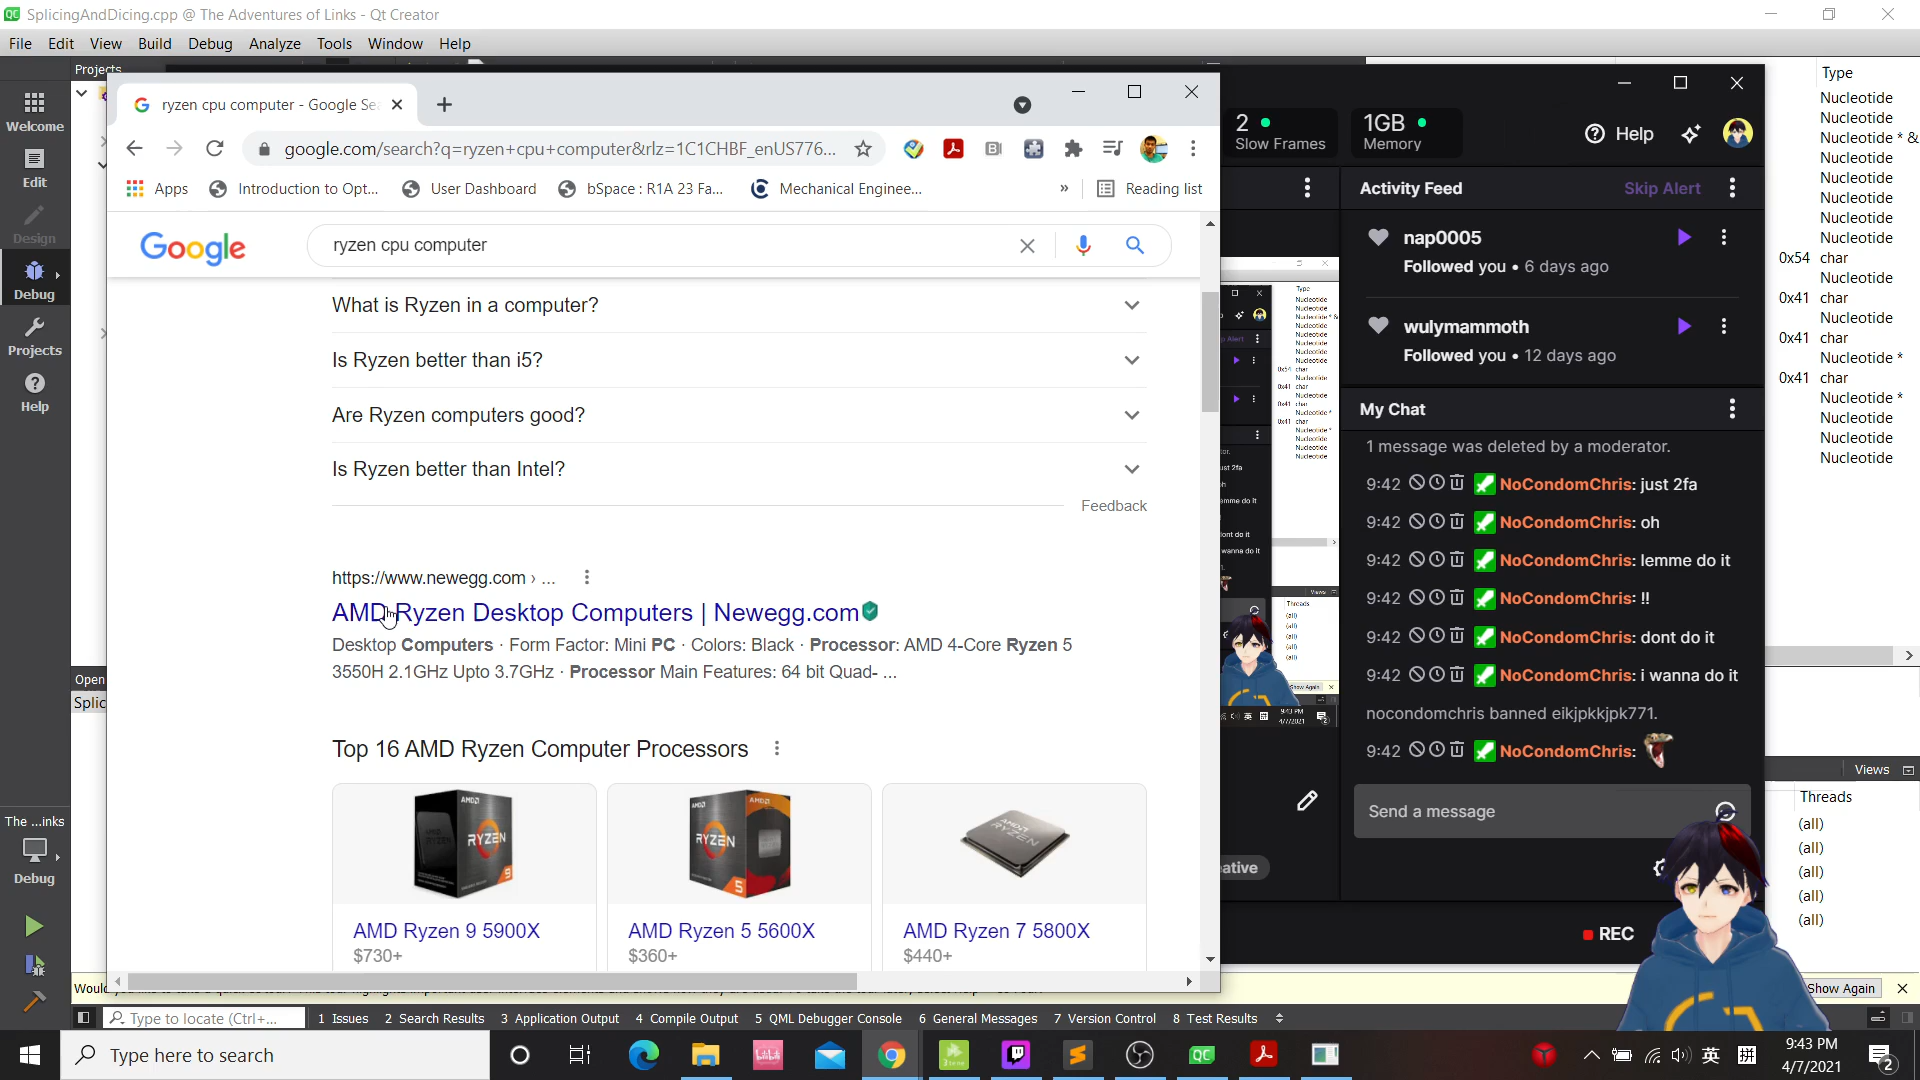 SplicingAndDicing.cpp @ The Adventures of Links - Qt Creator
File Edit View Build Debug Analyze Tools Window Help
Projects
Welcome
Edit
Design
Debug
Projects
Help
The ...inks
Debug
Open
Splic
ryzen cpu computer - Google Se
google.com/search?q=ryzen+cpu+computer&rlz=1C1CHBF_enUS776...
Apps Introduction to Opt... User Dashboard bSpace : R1A 23 Fa... Mechanical Enginee... » Reading list
Google
ryzen cpu computer
What is Ryzen in a computer?
Is Ryzen better than i5?
Are Ryzen computers good?
Is Ryzen better than Intel?
Feedback
https://www.newegg.com › ...
AMD Ryzen Desktop Computers | Newegg.com
Desktop Computers · Form Factor: Mini PC · Colors: Black · Processor: AMD 4-Core Ryzen 5
3550H 2.1GHz Upto 3.7GHz · Processor Main Features: 64 bit Quad- ...
Top 16 AMD Ryzen Computer Processors
AMD Ryzen 9 5900X
$730+
AMD Ryzen 5 5600X
$360+
AMD Ryzen 7 5800X
$440+
2
Slow Frames
1GB
Memory
Help
Activity Feed Skip Alert
nap0005
Followed you • 6 days ago
wulymammoth
Followed you • 12 days ago
My Chat
1 message was deleted by a moderator.
9:42 NoCondomChris: just 2fa
9:42 NoCondomChris: oh
9:42 NoCondomChris: lemme do it
9:42 NoCondomChris: !!
9:42 NoCondomChris: dont do it
9:42 NoCondomChris: i wanna do it
nocondomchris banned eikjpkkjpk771.
9:42 NoCondomChris:
Send a message
eative
REC
Type
Nucleotide
Nucleotide
Nucleotide * &
Nucleotide
Nucleotide
Nucleotide
Nucleotide
Nucleotide
0x54 char
Nucleotide
0x41 char
Nucleotide
0x41 char
Nucleotide *
0x41 char
Nucleotide *
Nucleotide
Nucleotide
Nucleotide
Views
Threads
(all)
(all)
(all)
(all)
(all)
Show Again
Type to locate (Ctrl+... 1 Issues 2 Search Results 3 Application Output 4 Compile Output 5 QML Debugger Console 6 General Messages 7 Version Control 8 Test Results
Type here to search
英 拼
9:43 PM
4/7/2021
2